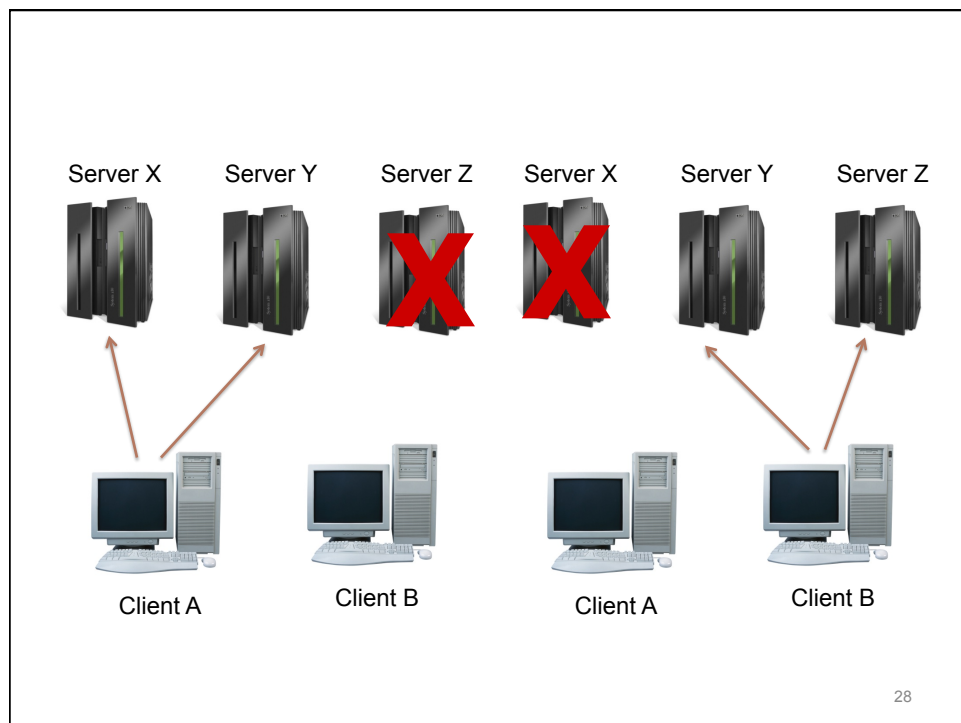 Server X Server Y Server Z Server X Server Y Server Z
X X
Client A Client B Client A Client B
28